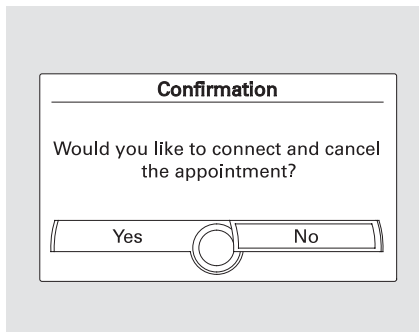 Confirmation
Would you like to connect and cancel
the appointment?
Yes
No